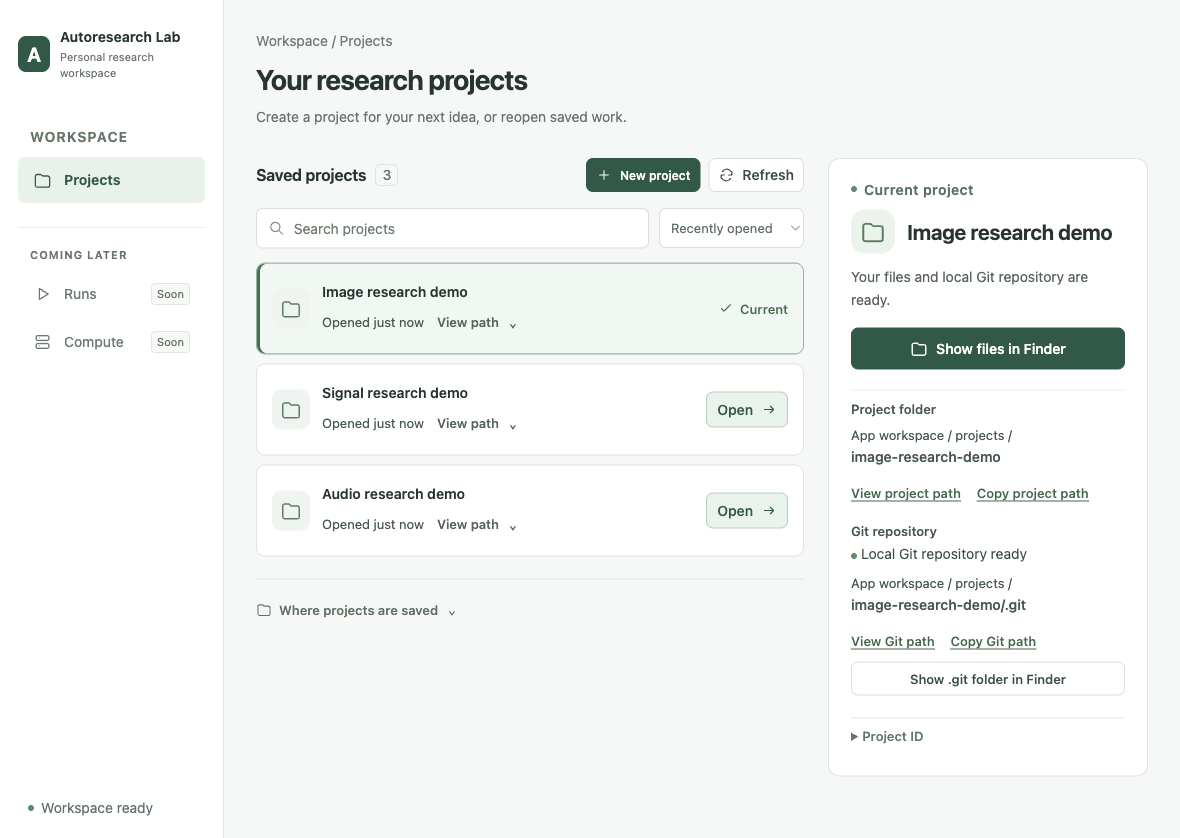 A
Autoresearch Lab
Personal research
workspace
WORKSPACE
Projects
COMING LATER
Runs Soon
Compute Soon
Workspace ready
Workspace / Projects
Your research projects
Create a project for your next idea, or reopen saved work.
Saved projects 3
New project
Refresh
Search projects
Recently opened
Image research demo
Opened just now View path
Current
Signal research demo
Opened just now View path
Open
Audio research demo
Opened just now View path
Open
Where projects are saved
Current project
Image research demo
Your files and local Git repository are
ready.
Show files in Finder
Project folder
App workspace / projects /
image-research-demo
View project path Copy project path
Git repository
Local Git repository ready
App workspace / projects /
image-research-demo/.git
View Git path Copy Git path
Show .git folder in Finder
Project ID